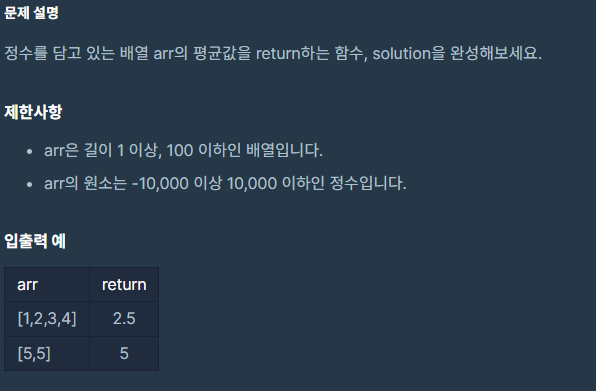 문제 설명
정수를 담고 있는 배열 arr의 평균값을 return하는 함수, solution을 완성해보세요.
제한사항
• arr은 길이 1 이상, 100 이하인 배열입니다.
• arr의 원소는 -10,000 이상 10,000 이하인 정수입니다.
입출력 예
arr return
[1,2,3,4] 2.5
[5,5] 5